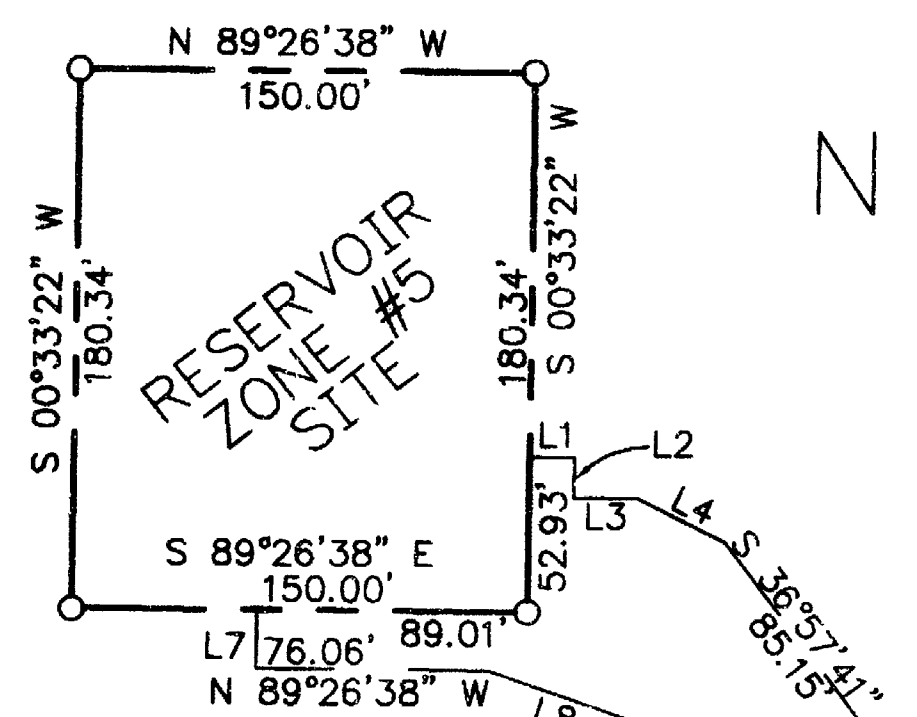 N 89°26'38" W
150.00'
S 00°33'22" W
180.34'
RESERVOIR
ZONE #5
SITE
180.34'
S 00°33'22" W
N
L1
L2
52.93'
L3
L4
S 36°57'41"
85.15'
S 89°26'38" E
150.00'
89.01'
L7
76.06'
N 89°26'38" W